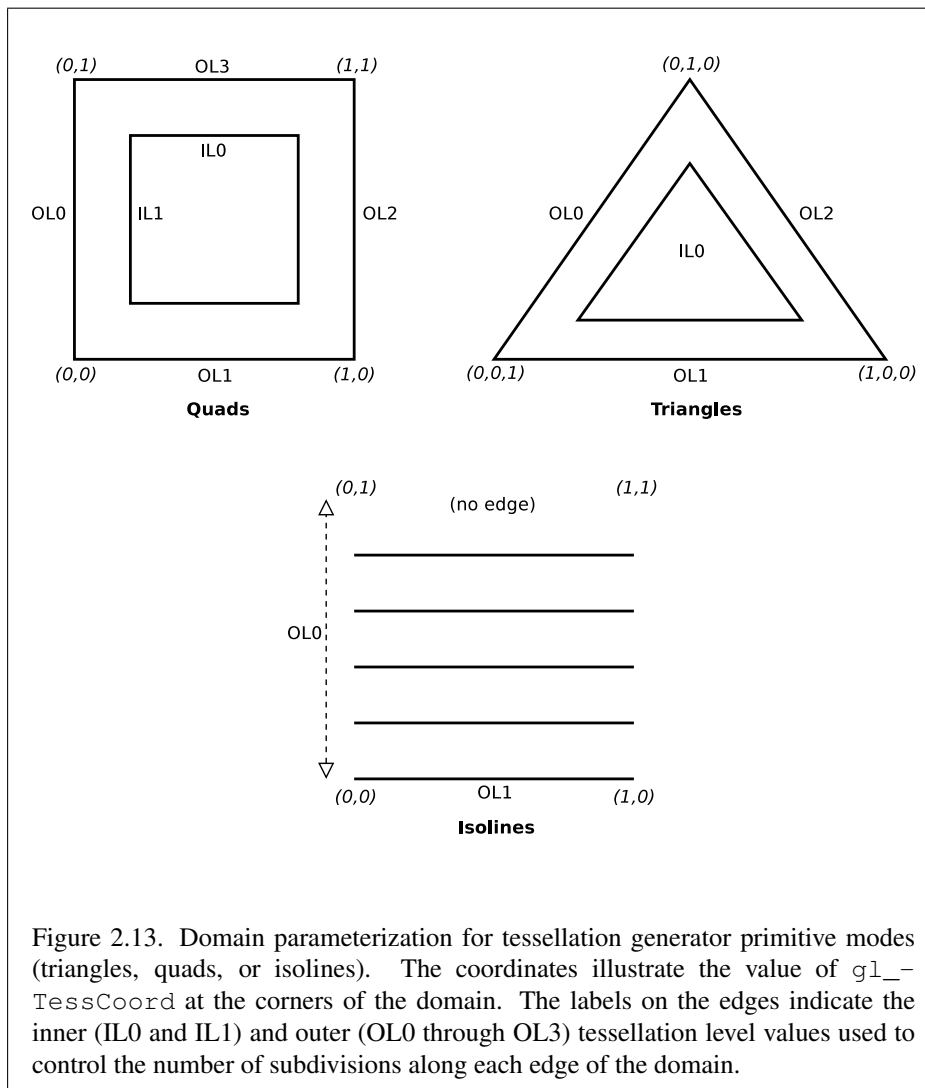 (0,1) OL3 (1,1)
IL0
OL0 IL1 OL2
(0,0) OL1 (1,0)
Quads
(0,1,0)
OL0 OL2
IL0
(0,0,1) OL1 (1,0,0)
Triangles
(0,1) (no edge) (1,1)
OL0
(0,0) OL1 (1,0)
Isolines
Figure 2.13. Domain parameterization for tessellation generator primitive modes
(triangles, quads, or isolines). The coordinates illustrate the value of gl_-
TessCoord at the corners of the domain. The labels on the edges indicate the
inner (IL0 and IL1) and outer (OL0 through OL3) tessellation level values used to
control the number of subdivisions along each edge of the domain.